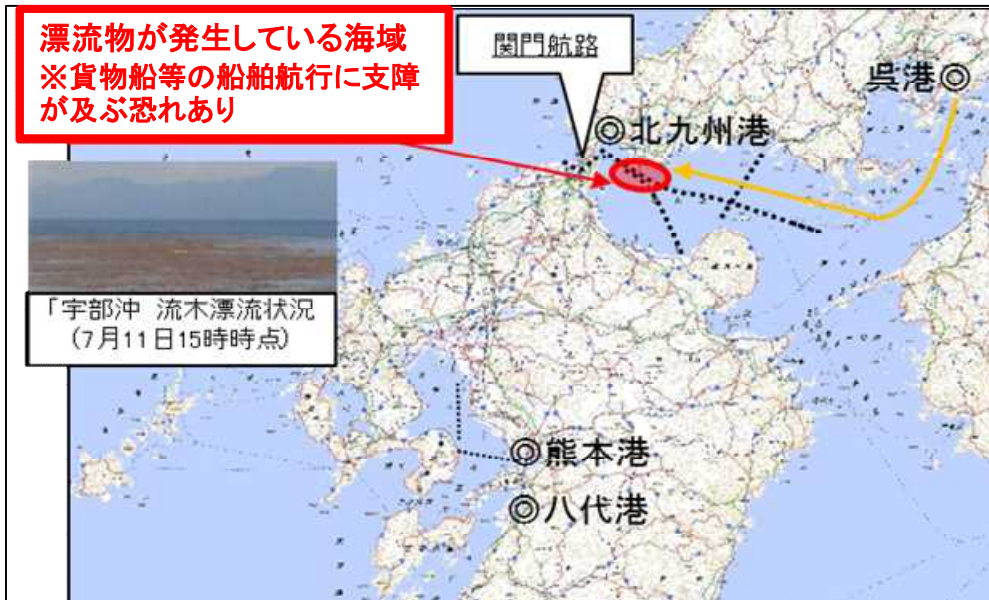 漂流物が発生している海域
※貨物船等の船舶航行に支障
が及ぶ恐れあり
関門航路
呉港◎
◎北九州港
「宇部沖 流木漂流状況
(7月11日15時時点)
◎熊本港
◎八代港